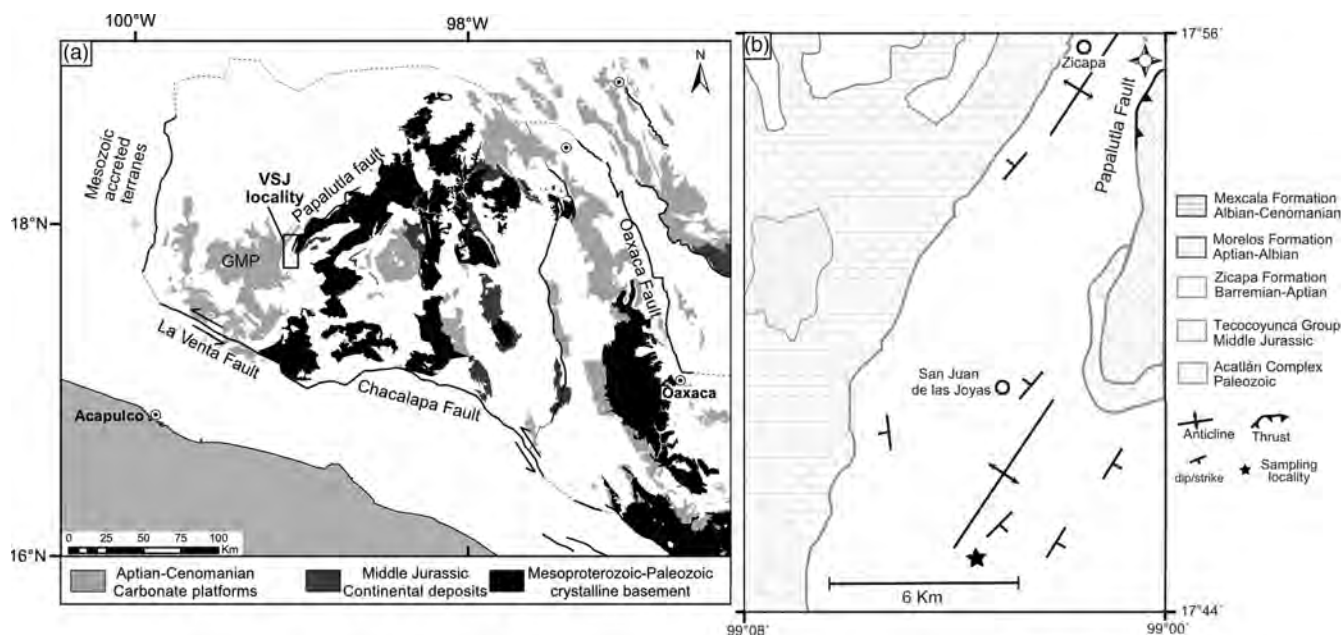 100°W
98°W
(a)
N
Mesozoic
accreted
terranes
VSJ
locality
Papalutla fault
18°N
GMP
Oaxaca Fault
La Venta Fault
Chacalapa Fault
Oaxaca
Acapulco
0 25 50 75 100
Km
16°N
Aptian-Cenomanian
Carbonate platforms
Middle Jurassic
Continental deposits
Mesoproterozoic-Paleozoic
crystalline basement
(b)
17°56'
Zicapa
Papalutla Fault
San Juan
de las Joyas
6 Km
17°44'
99°08'
99°00'
Mexcala Formation
Albian-Cenomanian
Morelos Formation
Aptian-Albian
Zicapa Formation
Barremian-Aptian
Tecocoyunca Group
Middle Jurassic
Acatlán Complex
Paleozoic
Anticline
Thrust
dip/strike
Sampling
locality